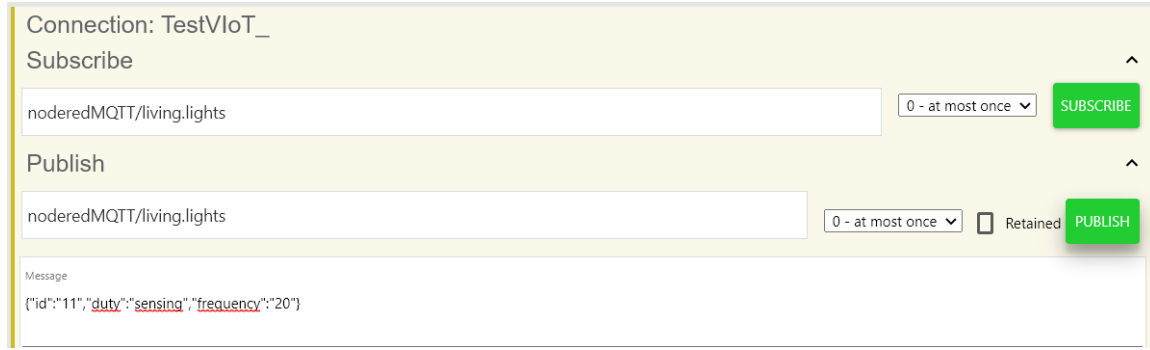 Connection: TestVIoT_
Subscribe
noderedMQTT/living.lights
0 - at most once
SUBSCRIBE
Publish
noderedMQTT/living.lights
0 - at most once
Retained
PUBLISH
Message
{"id":"11","duty":"sensing","frequency":"20"}